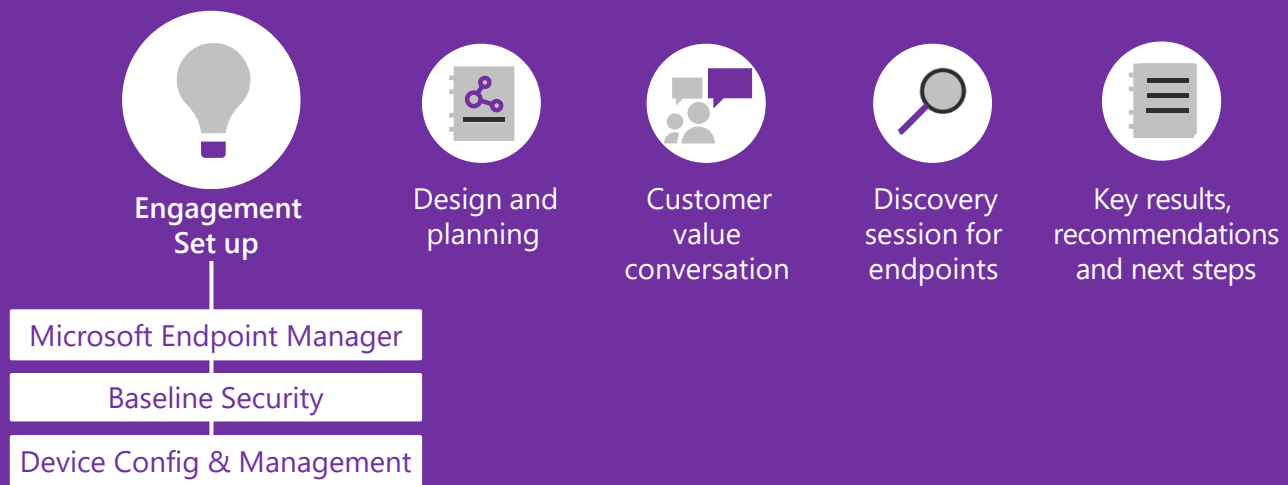 Engagement
Set up
Design and
planning
Customer
value
conversation
Discovery
session for
endpoints
Key results,
recommendations
and next steps
Microsoft Endpoint Manager
Baseline Security
Device Config & Management